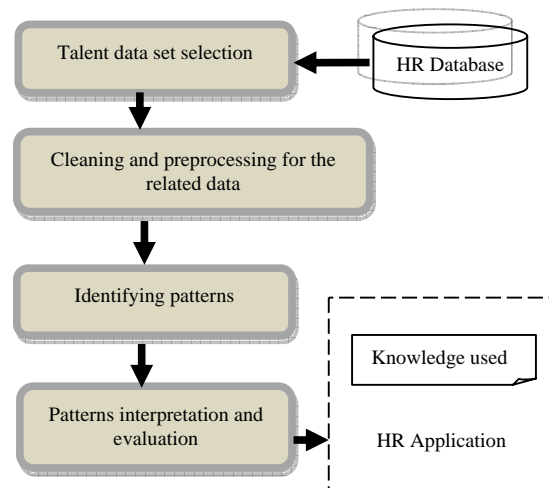 Talent data set selection
HR Database
Cleaning and preprocessing for the
related data
Identifying patterns
Knowledge used
Patterns interpretation and
evaluation
HR Application